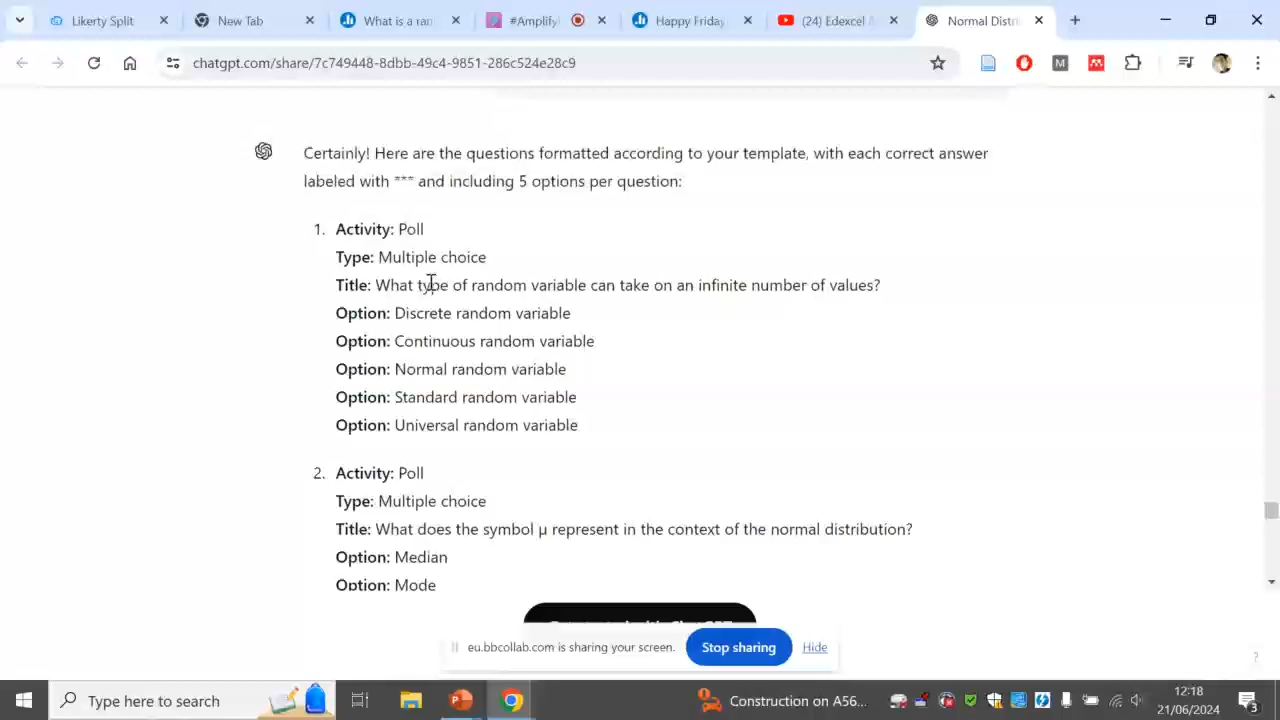 Liberty Split
New Tab
What is a ran
#Amplify
Happy Friday
(24) Edexcel A
Normal Distri
chatgpt.com/share/7c749448-8dbb-49c4-9851-286c524e28c9
Certainly! Here are the questions formatted according to your template, with each correct answer
labeled with *** and including 5 options per question:
1. Activity: Poll
Type: Multiple choice
Title: What type of random variable can take on an infinite number of values?
Option: Discrete random variable
Option: Continuous random variable
Option: Normal random variable
Option: Standard random variable
Option: Universal random variable
2. Activity: Poll
Type: Multiple choice
Title: What does the symbol μ represent in the context of the normal distribution?
Option: Median
Option: Mode
eu.bbcollab.com is sharing your screen.
Stop sharing
Hide
Type here to search
Construction on A56...
12:18
21/06/2024
3